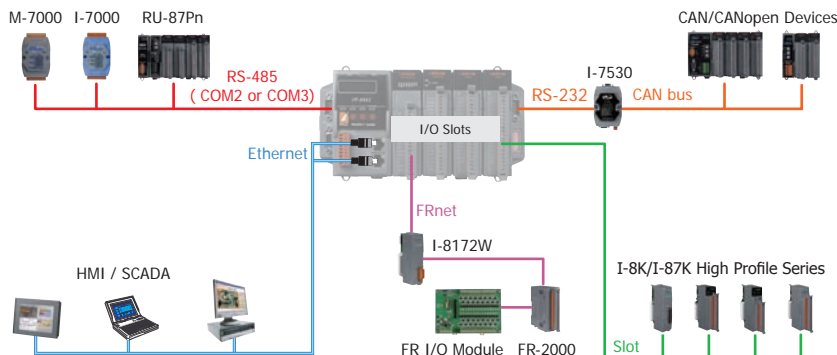 M-7000
I-7000
RU-87Pn
CAN/CANopen Devices
I-7530
RS-485
( COM2 or COM3)
RS-232
CAN bus
I/O Slots
Ethernet
FRnet
I-8172W
HMI / SCADA
I-8K/I-87K High Profile Series
FR I/O Module
FR-2000
Slot